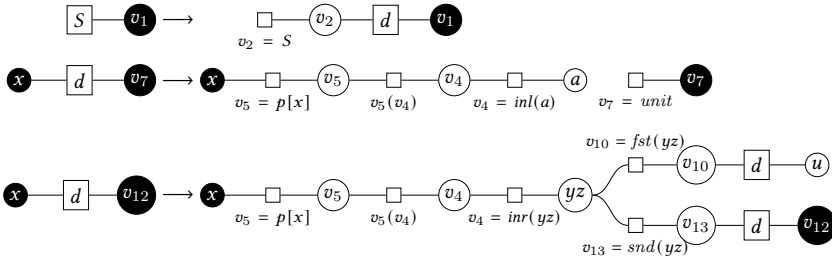 S v₁ → v₂ d v₁
v₂ = S
x d v₇ → x v₅ v₄ a v₇
v₅ = p[x] v₅(v₄) v₄ = inl(a) v₇ = unit
v₁₀ = fst(yz)
v₁₀ d u
x d v₁₂ → x v₅ v₄ yz
v₅ = p[x] v₅(v₄) v₄ = inr(yz)
v₁₃ d v₁₂
v₁₃ = snd(yz)